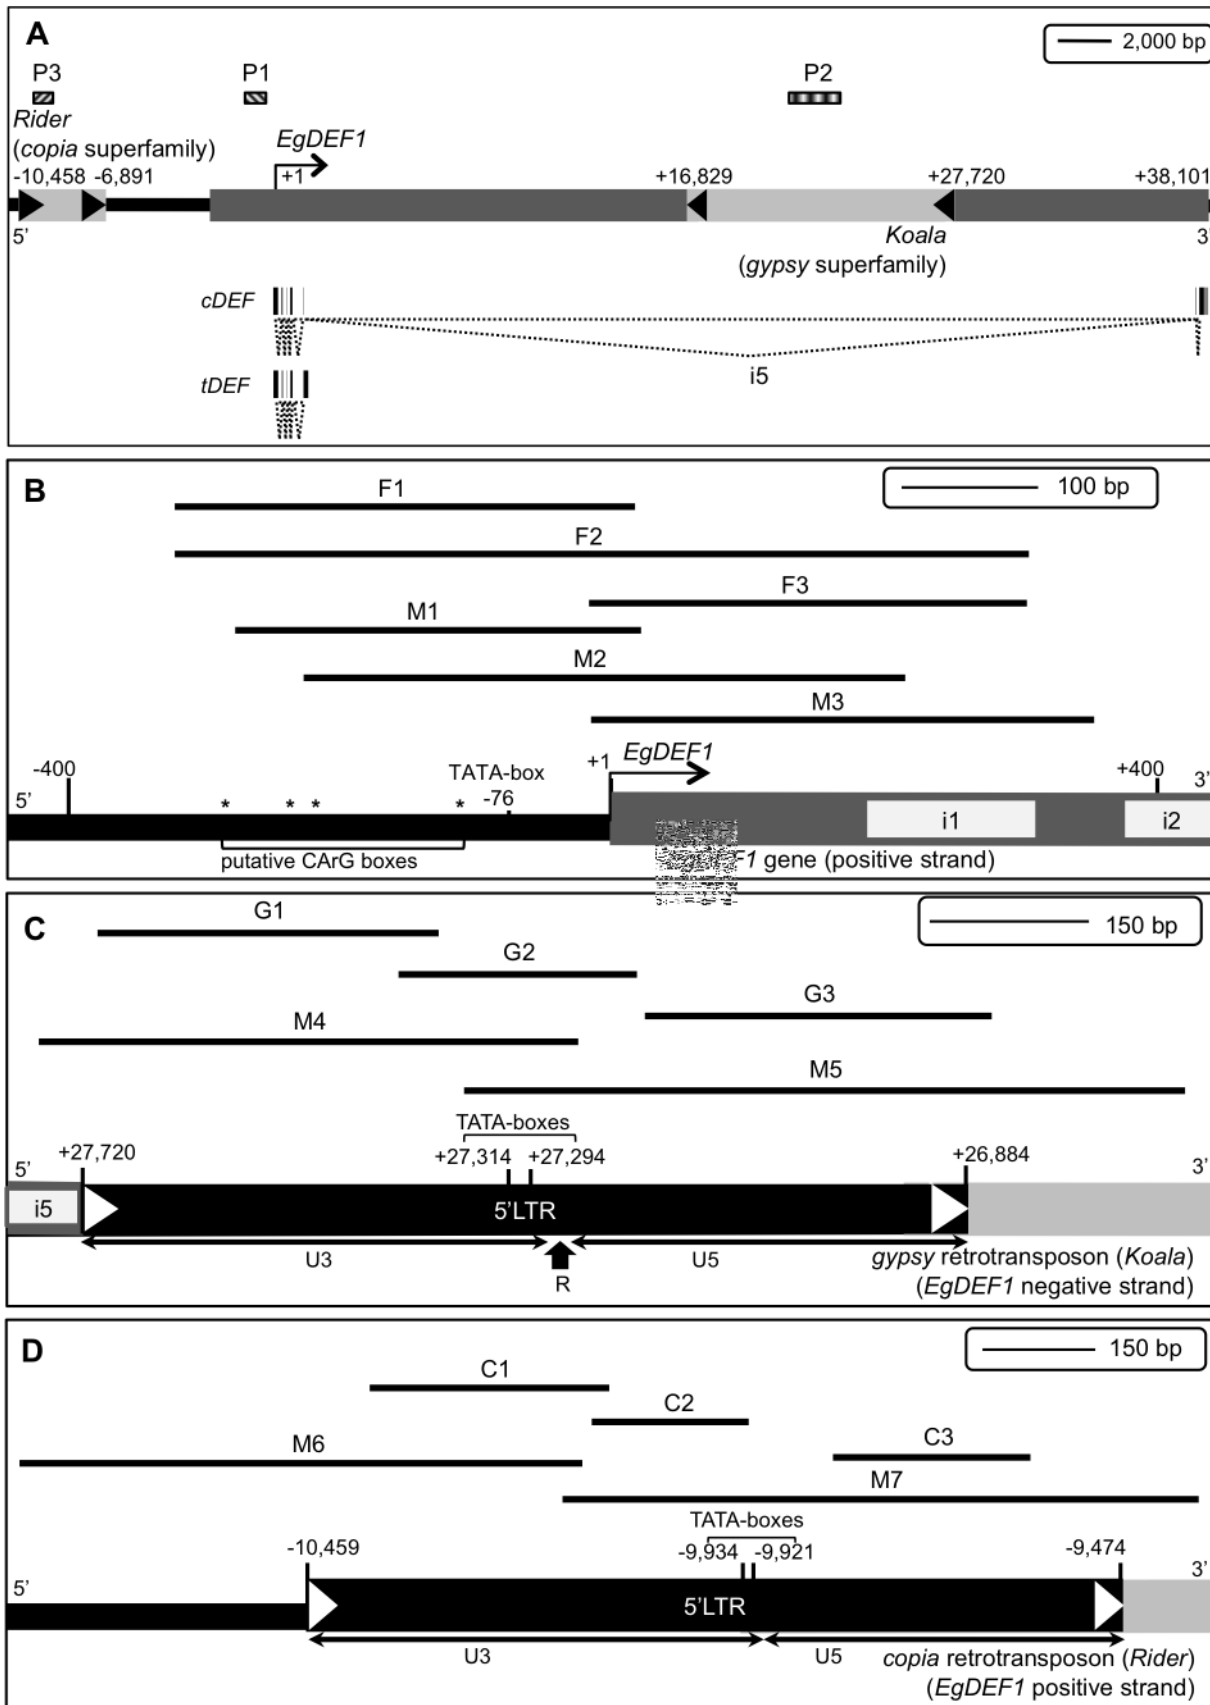 A
2,000 bp
P3 P1 P2
Rider
(copia superfamily)
EgDEF1
-10,458 -6,891 +1 +16,829 +27,720 +38,101
5’ 3’
Koala
(gypsy superfamily)
cDEF
i5
tDEF
B
100 bp
F1
F2
F3
M1
M2
M3
EgDEF1
-400 TATA-box +1 +400
5’ * * * * -76 3’
i1 i2
putative CArG boxes
F1 gene (positive strand)
C
150 bp
G1
G2
G3
M4
M5
TATA-boxes
5’ +27,720 +27,314 +27,294 +26,884 3’
i5 5’LTR
U3 U5
R
gypsy retrotransposon (Koala)
(EgDEF1 negative strand)
D
150 bp
C1
C2
C3
M6
M7
TATA-boxes
-10,459 -9,934 -9,921 -9,474
5’ 3’
5’LTR
U3 U5
copia retrotransposon (Rider)
(EgDEF1 positive strand)